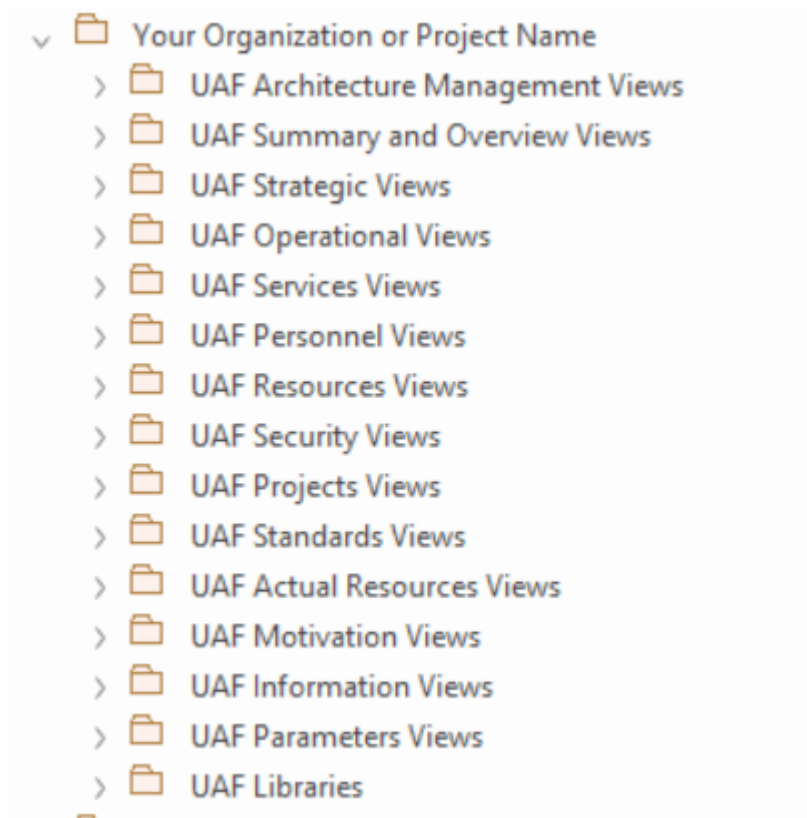 Your Organization or Project Name
UAF Architecture Management Views
UAF Summary and Overview Views
UAF Strategic Views
UAF Operational Views
UAF Services Views
UAF Personnel Views
UAF Resources Views
UAF Security Views
UAF Projects Views
UAF Standards Views
UAF Actual Resources Views
UAF Motivation Views
UAF Information Views
UAF Parameters Views
UAF Libraries